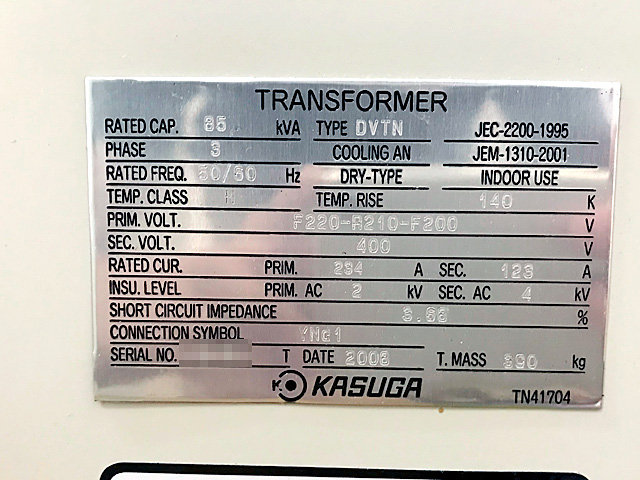 TRANSFORMER
RATED CAP. 85 kVA TYPE DVTN JEC-2200-1995
PHASE 3 COOLING AN JEM-1310-2001
RATED FREQ. 50/60 Hz DRY-TYPE INDOOR USE
TEMP. CLASS H TEMP. RISE 140 K
PRIM. VOLT. F220-R210-F200 V
SEC. VOLT. 400 V
RATED CUR. PRIM. 234 A SEC. 123 A
INSU. LEVEL PRIM. AC 2 kV SEC. AC 4 kV
SHORT CIRCUIT IMPEDANCE %
CONNECTION SYMBOL YNd1
SERIAL NO. T DATE 2008 T. MASS 390 kg
KASUGA TN41704